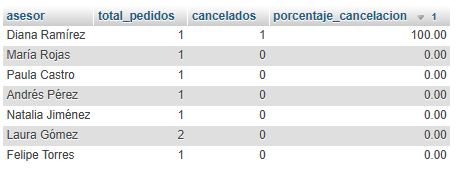 asesor total_pedidos cancelados porcentaje_cancelacion 1
Diana Ramírez 1 1 100.00
María Rojas 1 0 0.00
Paula Castro 1 0 0.00
Andrés Pérez 1 0 0.00
Natalia Jiménez 1 0 0.00
Laura Gómez 2 0 0.00
Felipe Torres 1 0 0.00